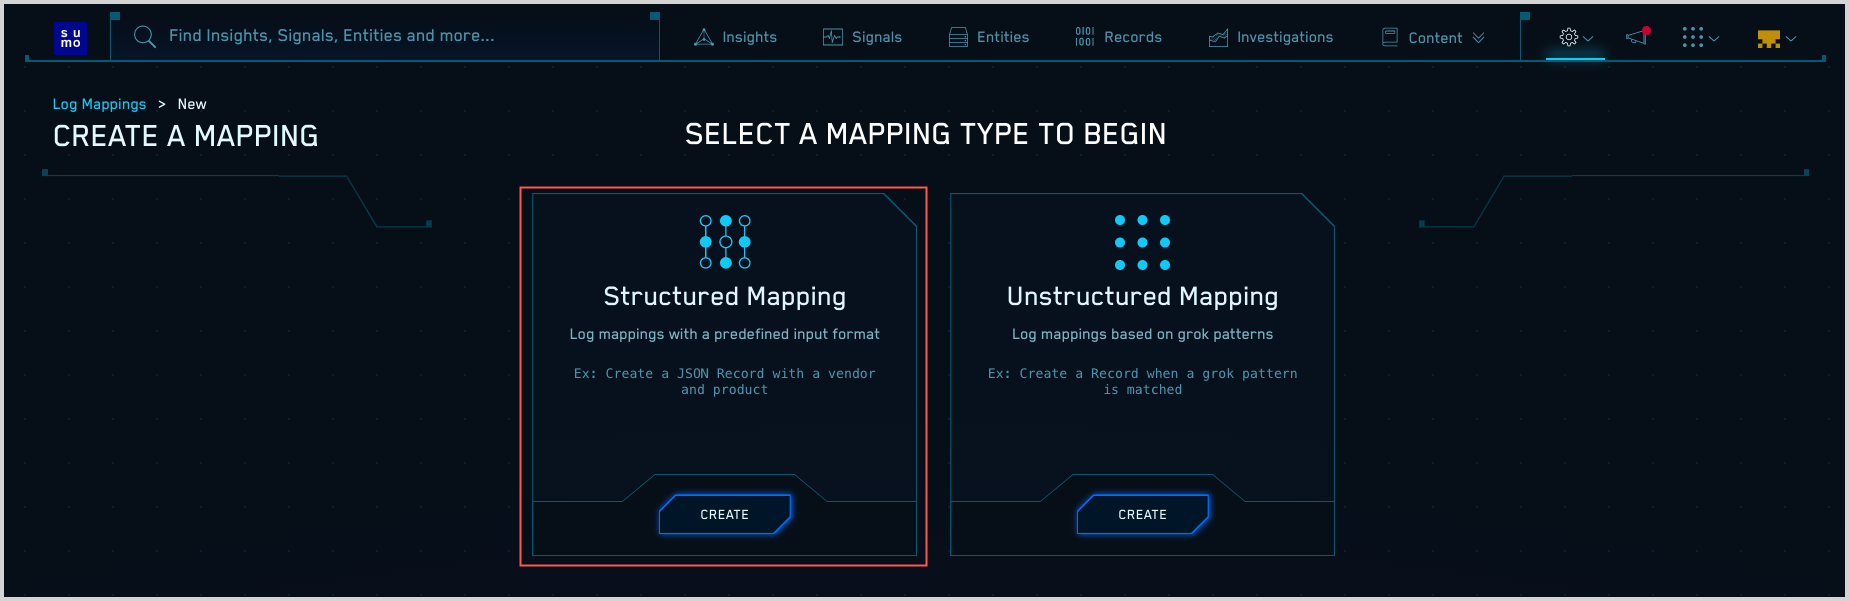 su
mo
Find Insights, Signals, Entities and more...
Insights
Signals
Entities
0101
1001
Records
Investigations
Content
Log Mappings > New
CREATE A MAPPING
SELECT A MAPPING TYPE TO BEGIN
Structured Mapping
Log mappings with a predefined input format
Ex: Create a JSON Record with a vendor
and product
CREATE
Unstructured Mapping
Log mappings based on grok patterns
Ex: Create a Record when a grok pattern
is matched
CREATE